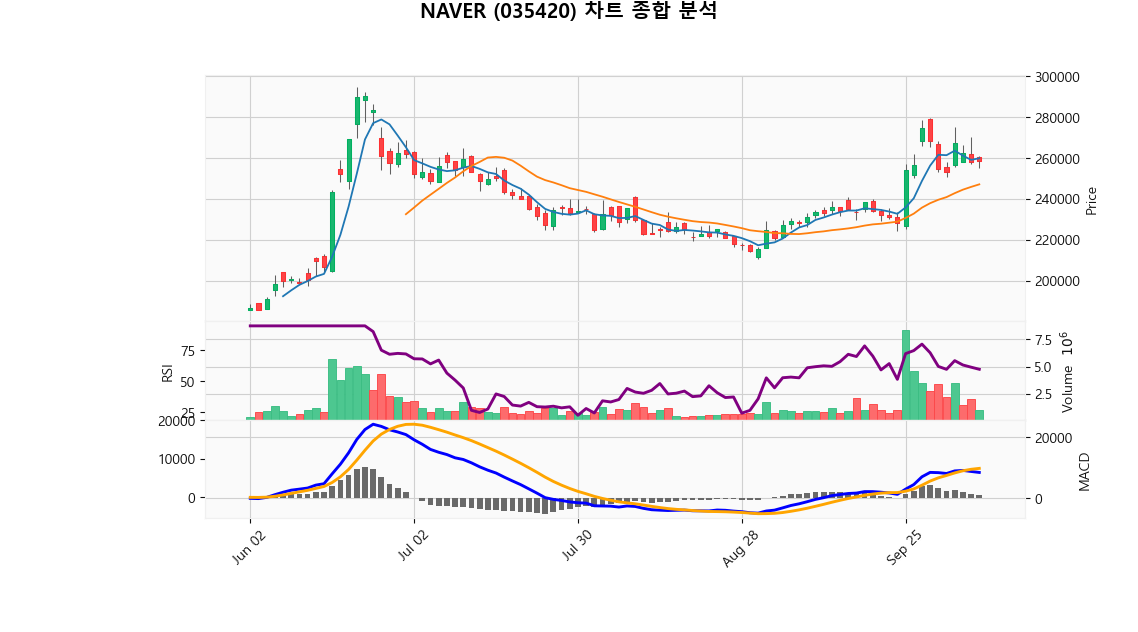 NAVER (035420) 차트 종합 분석
300000
280000
260000
240000
220000
200000
Price
75
50
25
RSI
7.5
5.0
2.5
Volume 10^6
20000
10000
0
20000
0
MACD
Jun 02
Jul 02
Jul 30
Aug 28
Sep 25